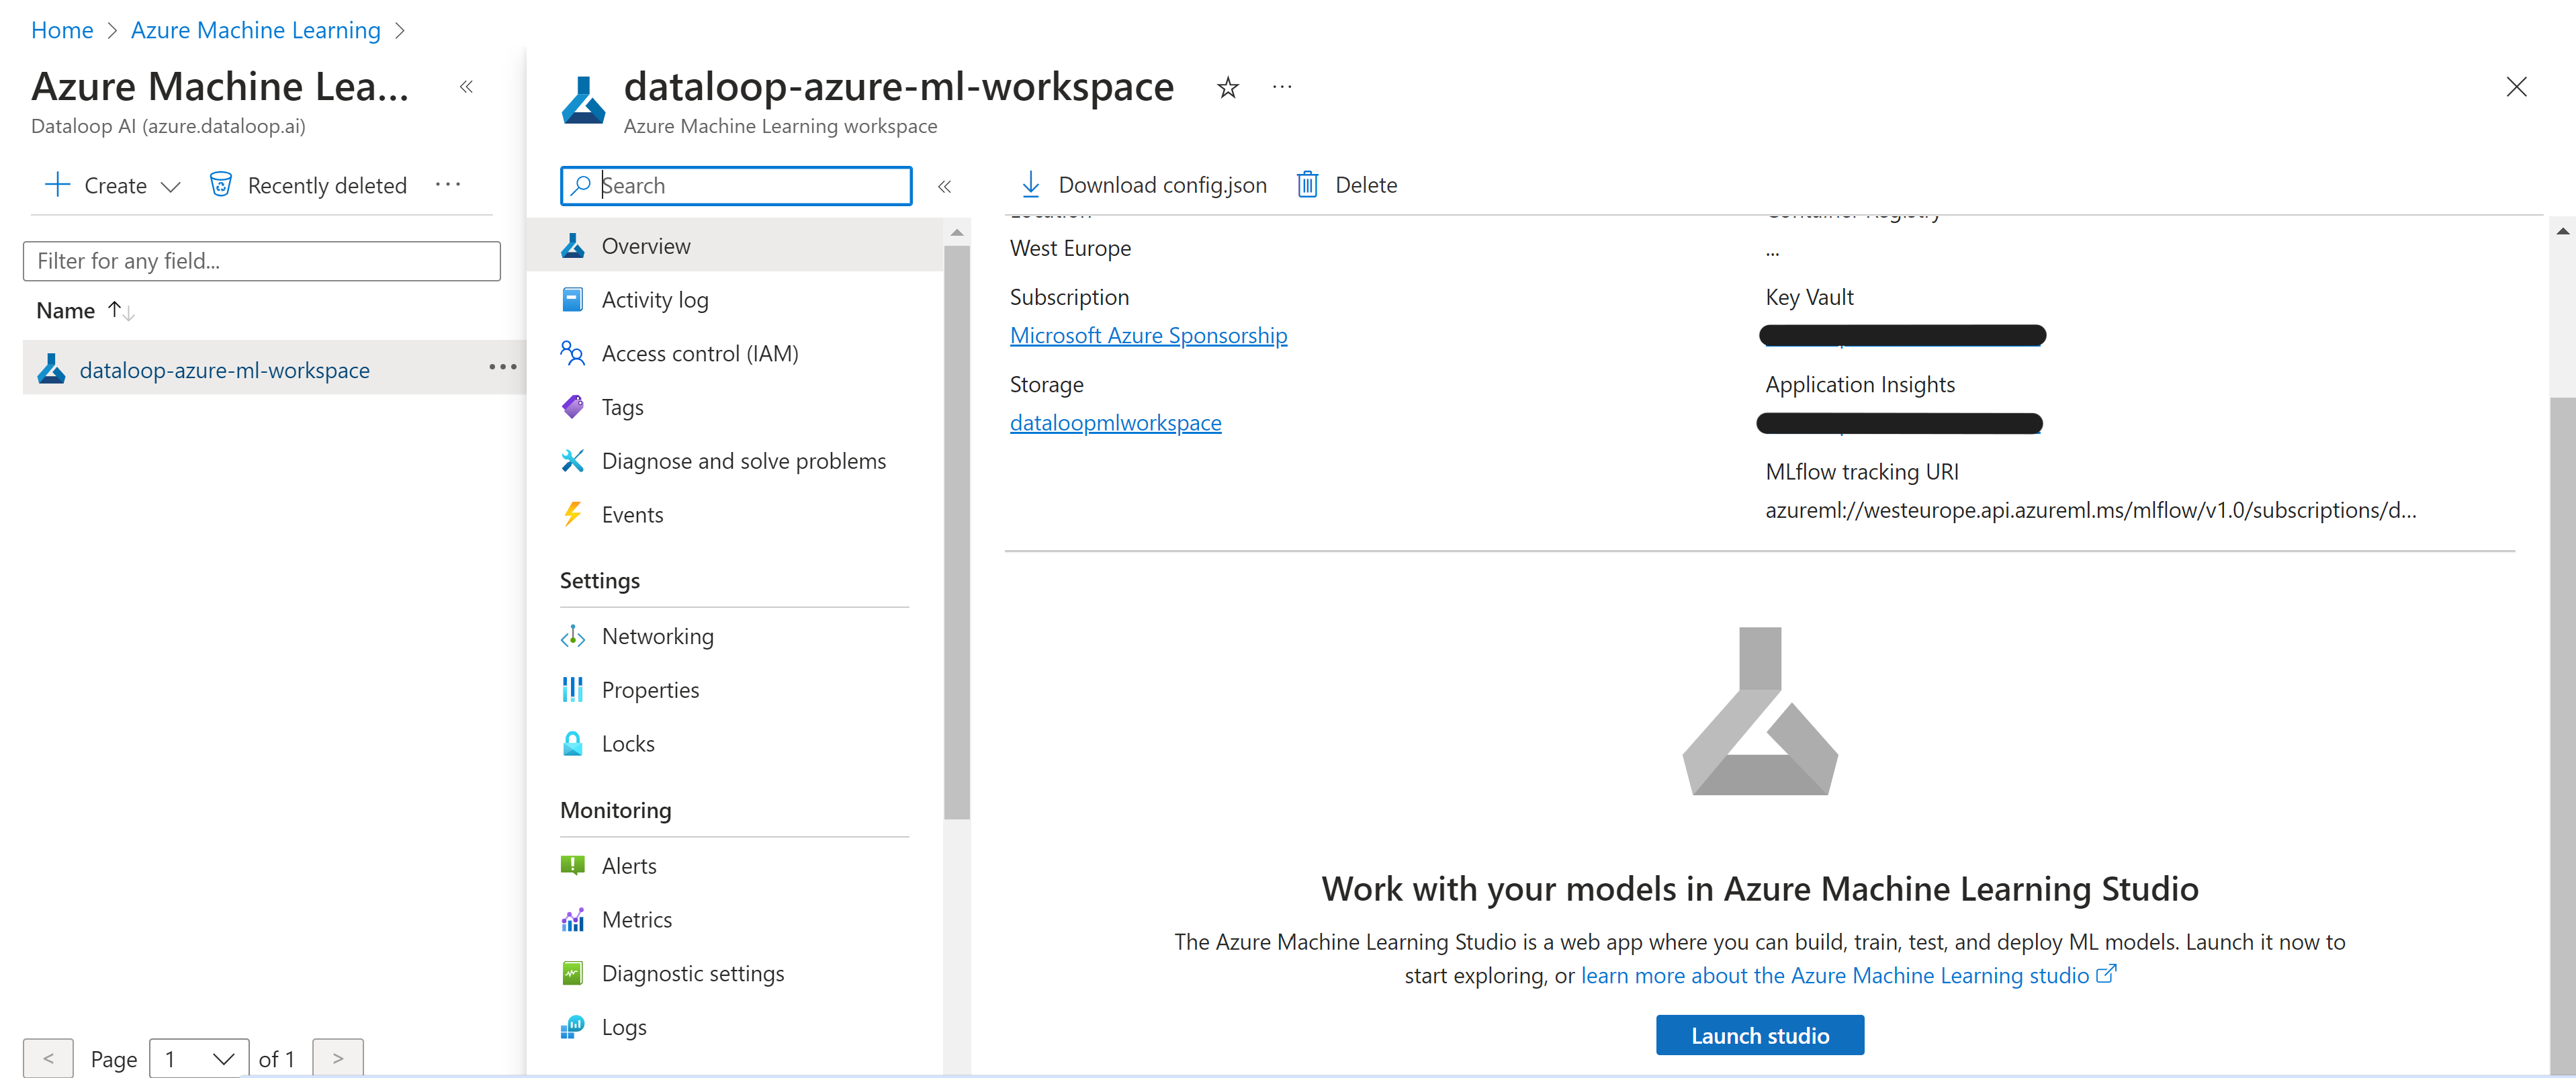 Home > Azure Machine Learning >
Azure Machine Lea...
Dataloop AI (azure.dataloop.ai)
Create
Recently deleted
...
Filter for any field...
Name
dataloop-azure-ml-workspace
...
< Page 1 of 1 >
dataloop-azure-ml-workspace
...
Azure Machine Learning workspace
Search
Overview
Activity log
Access control (IAM)
Tags
Diagnose and solve problems
Events
Settings
Networking
Properties
Locks
Monitoring
Alerts
Metrics
Diagnostic settings
Logs
Download config.json
Delete
Location
West Europe
Subscription
Microsoft Azure Sponsorship
Storage
dataloopmlworkspace
Container Registry
...
Key Vault
Application Insights
MLflow tracking URI
azureml://westeurope.api.azureml.ms/mlflow/v1.0/subscriptions/d...
Work with your models in Azure Machine Learning Studio
The Azure Machine Learning Studio is a web app where you can build, train, test, and deploy ML models. Launch it now to
start exploring, or learn more about the Azure Machine Learning studio
Launch studio